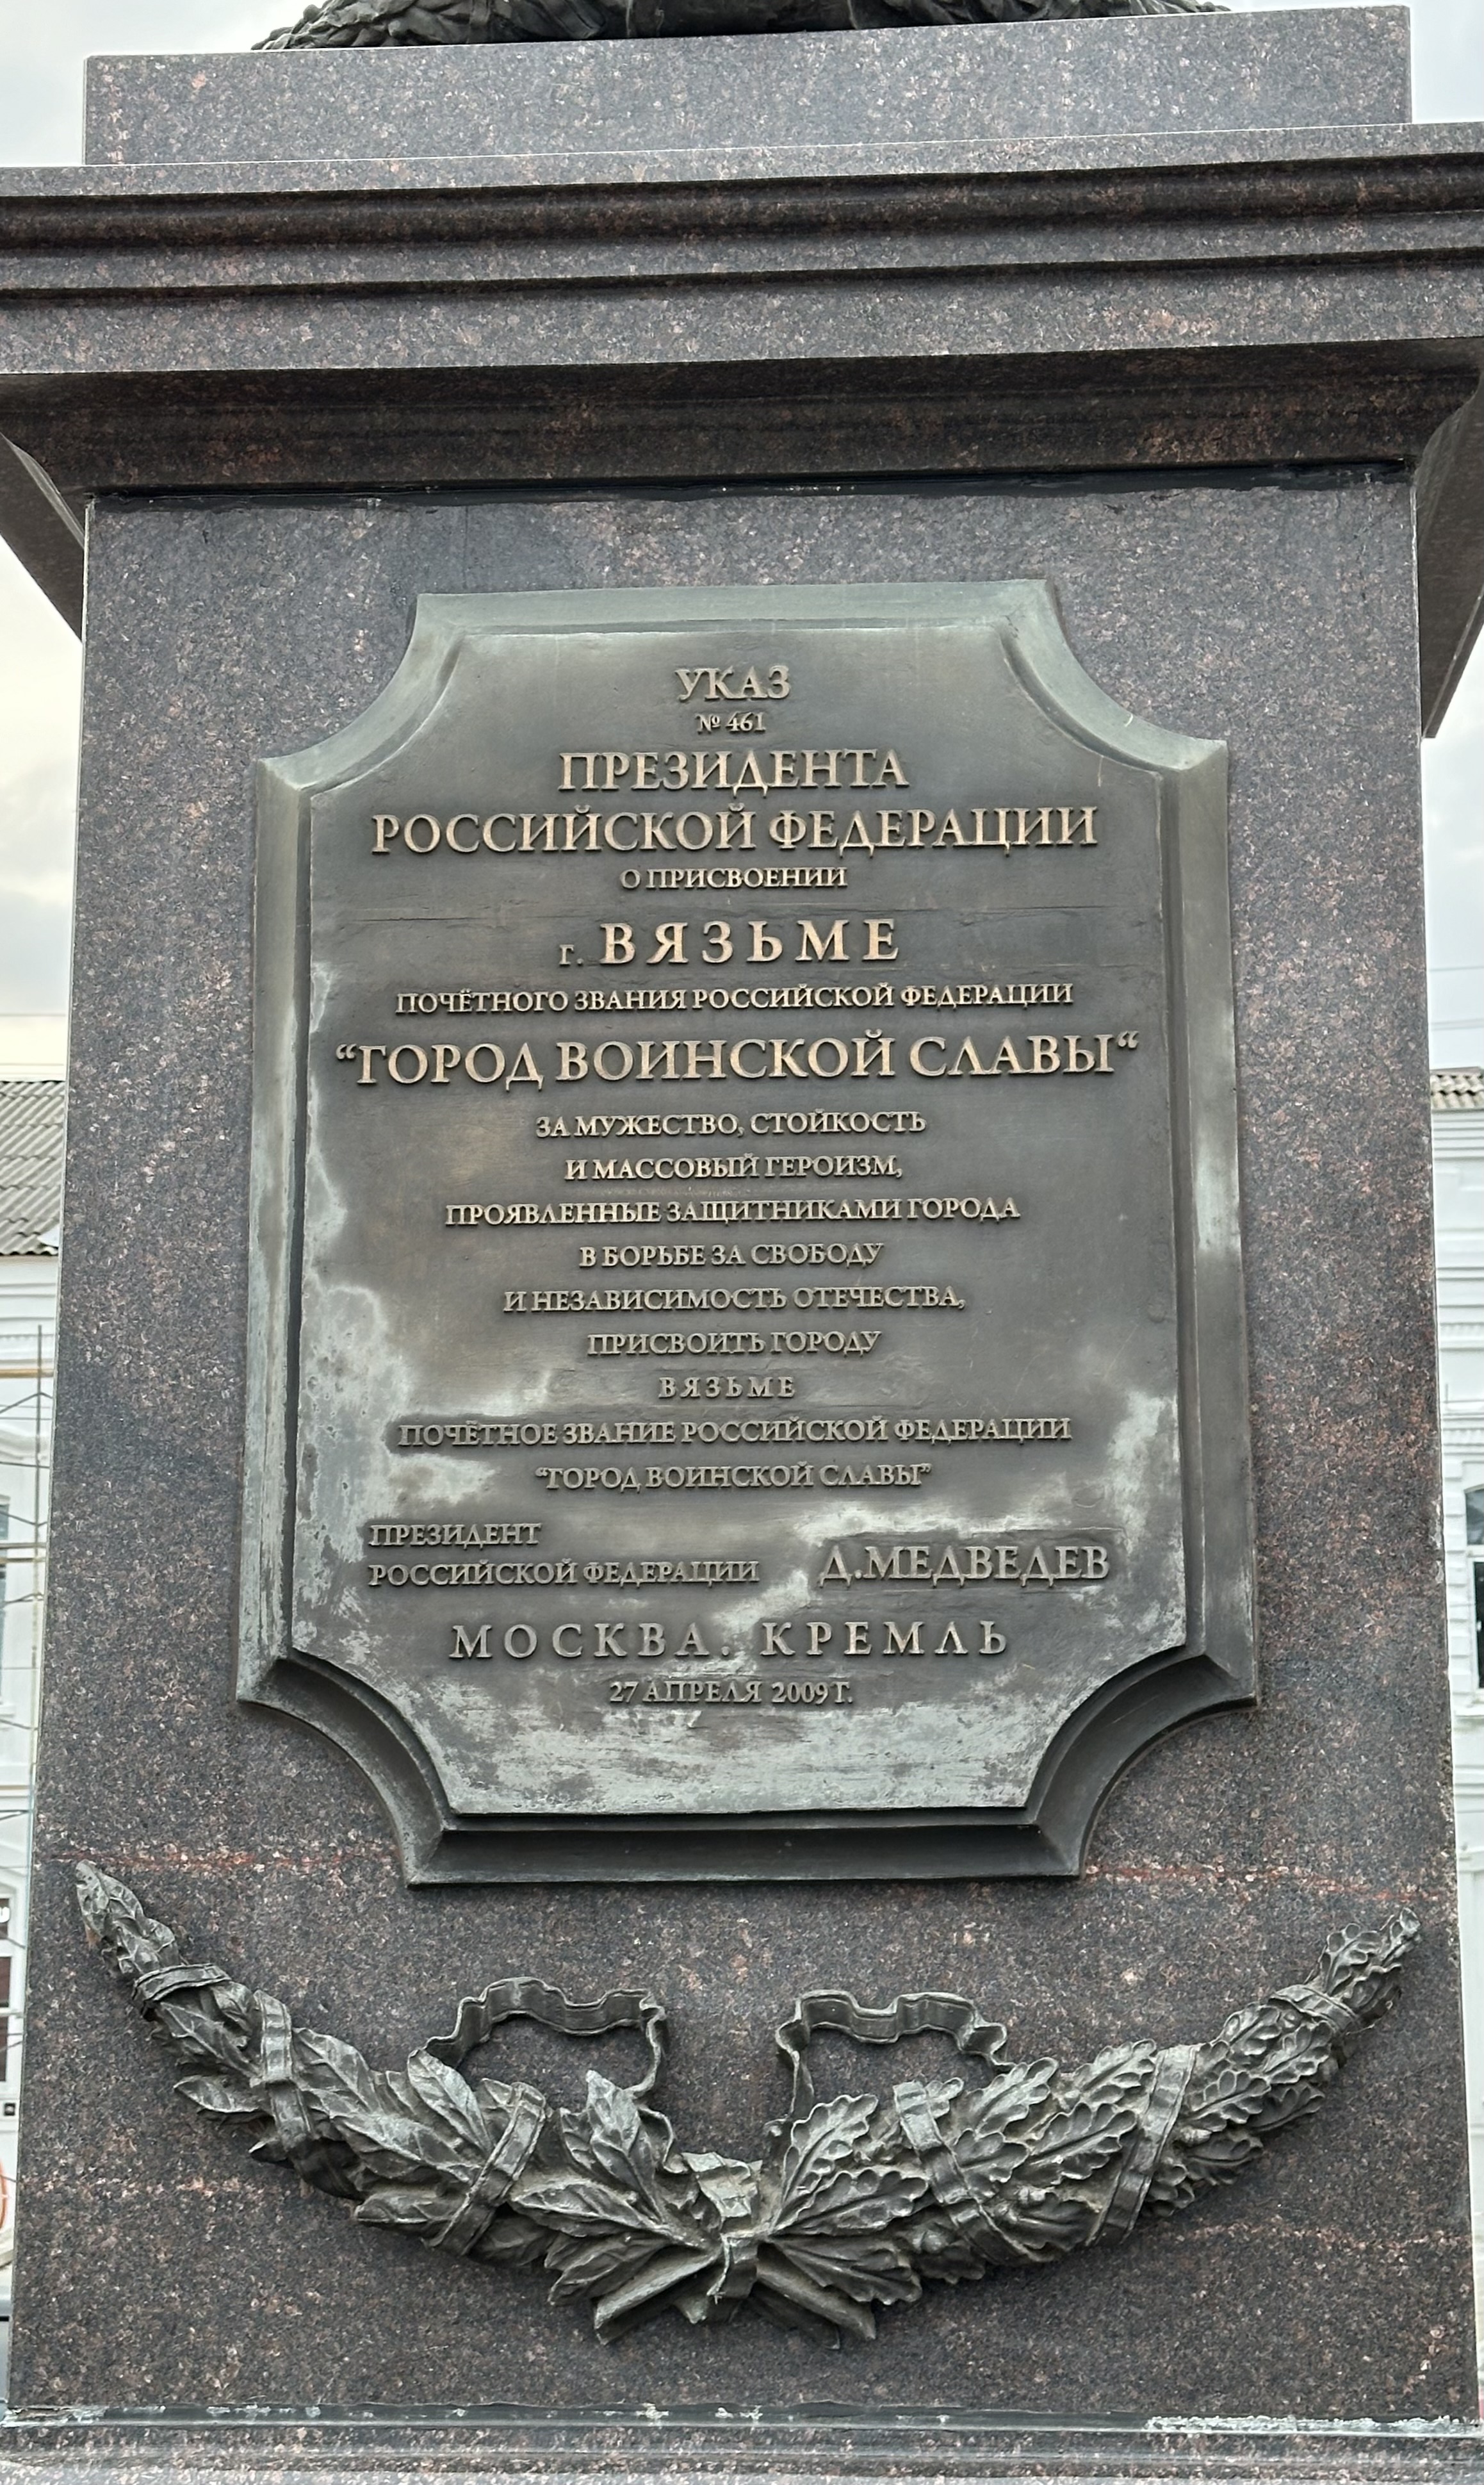 УКАЗ
№ 461
ПРЕЗИДЕНТА
РОССИЙСКОЙ ФЕДЕРАЦИИ
О ПРИСВОЕНИИ
г. ВЯЗЬМЕ
ПОЧЁТНОГО ЗВАНИЯ РОССИЙСКОЙ ФЕДЕРАЦИИ
“ГОРОД ВОИНСКОЙ СЛАВЫ“
ЗА МУЖЕСТВО, СТОЙКОСТЬ
И МАССОВЫЙ ГЕРОИЗМ,
ПРОЯВЛЕННЫЕ ЗАЩИТНИКАМИ ГОРОДА
В БОРЬБЕ ЗА СВОБОДУ
И НЕЗАВИСИМОСТЬ ОТЕЧЕСТВА,
ПРИСВОИТЬ ГОРОДУ
ВЯЗЬМЕ
ПОЧЁТНОЕ ЗВАНИЕ РОССИЙСКОЙ ФЕДЕРАЦИИ
“ГОРОД ВОИНСКОЙ СЛАВЫ”
ПРЕЗИДЕНТ
РОССИЙСКОЙ ФЕДЕРАЦИИ Д.МЕДВЕДЕВ
МОСКВА. КРЕМЛЬ
27 АПРЕЛЯ 2009 Г.